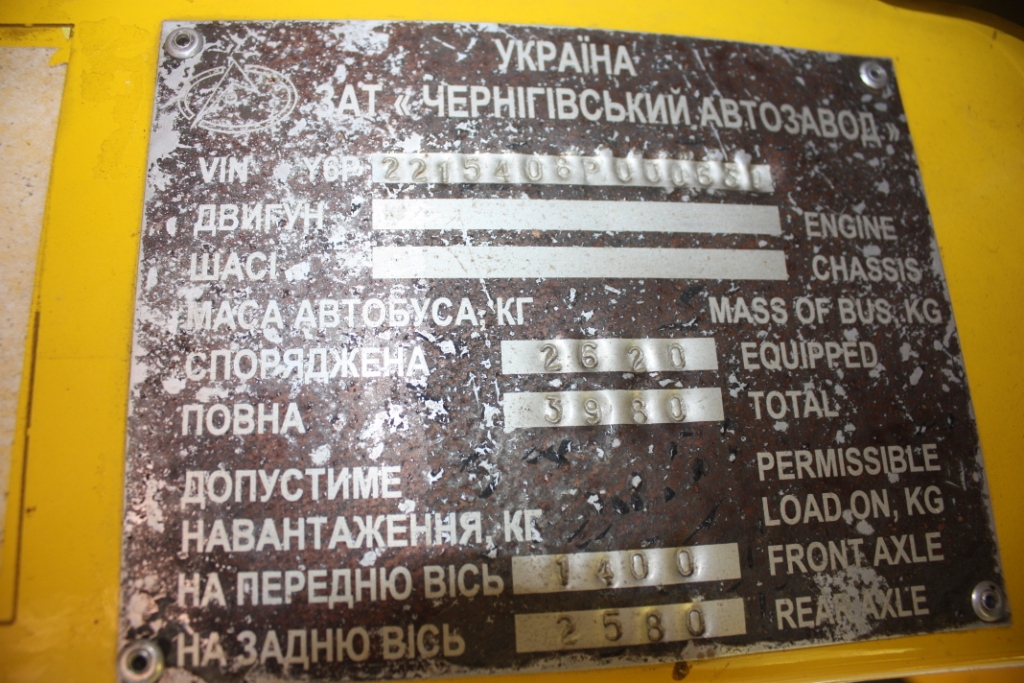 УКРАЇНА
ЗАТ « ЧЕРНІГІВСЬКИЙ АВТОЗАВОД »
VIN Y6P
ДВИГУН ENGINE
ШАСІ CHASSIS
МАСА АВТОБУСА, КГ MASS OF BUS, KG
СПОРЯДЖЕНА 2620 EQUIPPED
ПОВНА 3980 TOTAL
ДОПУСТИМЕ PERMISSIBLE
НАВАНТАЖЕННЯ, КГ LOAD ON, KG
НА ПЕРЕДНЮ ВІСЬ 1400 FRONT AXLE
НА ЗАДНЮ ВІСЬ 2580 REAR AXLE